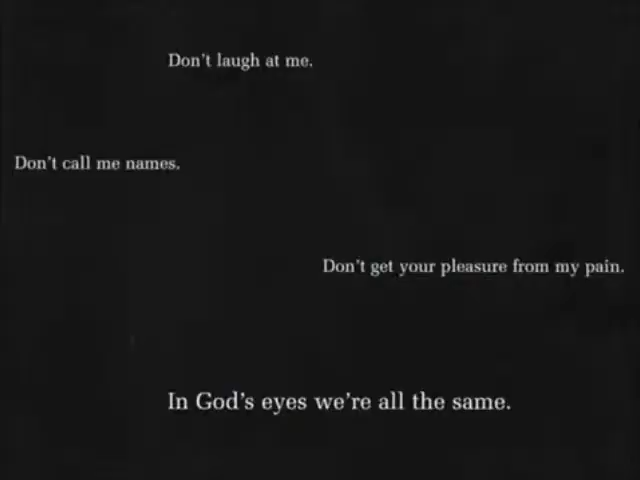 Don't laugh at me.
Don't call me names.
Don't get your pleasure from my pain.
In God's eyes we're all the same.